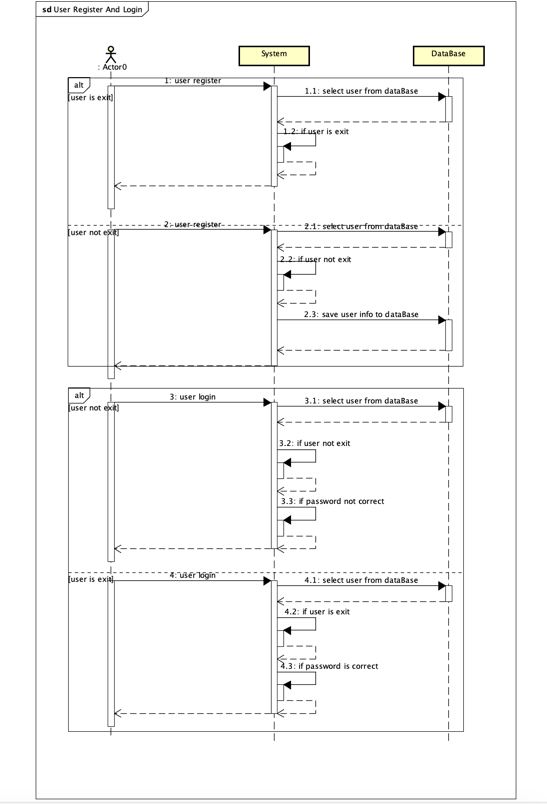 sd User Register And Login
System
DataBase
: Actor0
alt
1: user register
[user is exit]
1.1: select user from dataBase
1.2: if user is exit
2: user register
2.1: select user from dataBase
[user not exit]
2.2: if user not exit
2.3: save user info to dataBase
alt
3: user login
3.1: select user from dataBase
[user not exit]
3.2: if user not exit
3.3: if password not correct
4: user login
[user is exit]
4.1: select user from dataBase
4.2: if user is exit
4.3: if password is correct